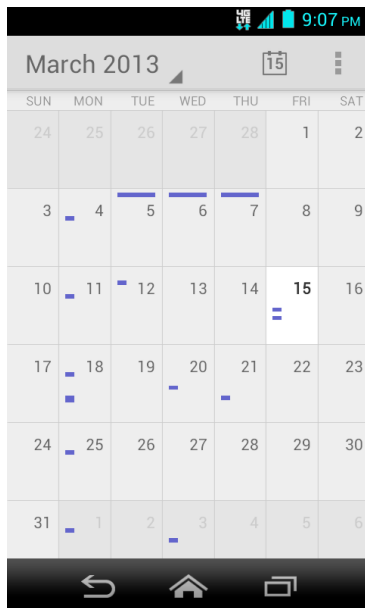 4G LTE 9:07 PM
March 2013 15
SUN MON TUE WED THU FRI SAT
24 25 26 27 28 1 2
3 4 5 6 7 8 9
10 11 12 13 14 15 16
17 18 19 20 21 22 23
24 25 26 27 28 29 30
31 1 2 3 4 5 6